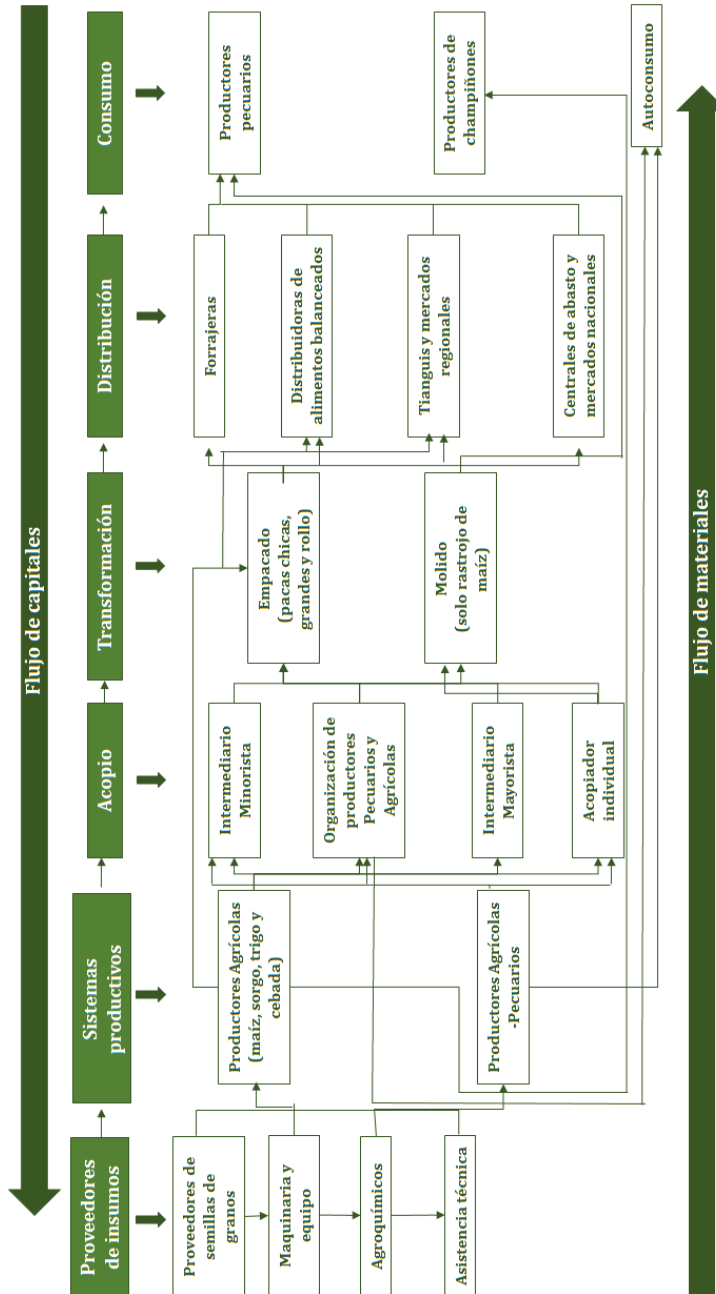 Flujo de capitales
Proveedores
de insumos
Sistemas
productivos
Acopio
Transformación
Distribución
Consumo
Proveedores de
semillas de
granos
Maquinaria y
equipo
Agroquímicos
Asistencia técnica
Productores Agrícolas
(maíz, sorgo, trigo y
cebada)
Productores Agrícolas
-Pecuarios
Intermediario
Minorista
Organización de
productores
Pecuarios y
Agrícolas
Intermediario
Mayorista
Acopiador
individual
Empacado
(pacas chicas,
grandes y rollo)
Molido
(solo rastrojo de
maíz)
Forrajeras
Distribuidoras de
alimentos balanceados
Tianguis y mercados
regionales
Centrales de abasto y
mercados nacionales
Productores
pecuarios
Productores de
champiñones
Autoconsumo
Flujo de materiales